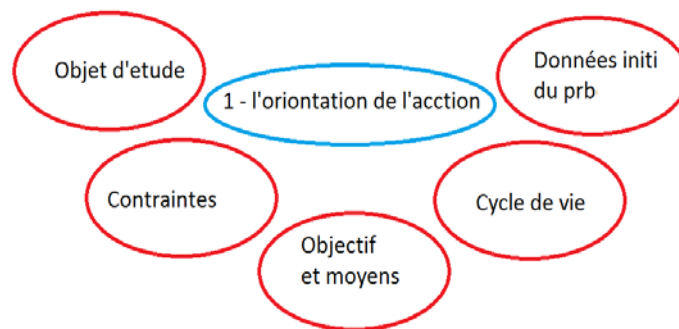 Objet d'etude
1 - l'oriontation de l'acction
Données initi
du prb
Contraintes
Cycle de vie
Objectif
et moyens